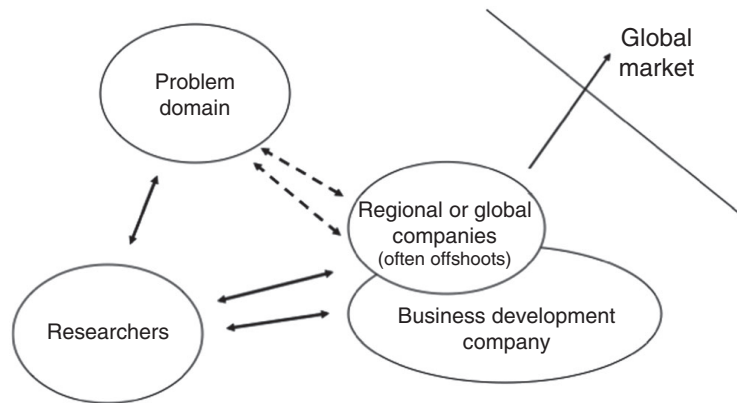 Global
market
Problem
domain
Regional or global
companies
(often offshoots)
Researchers
Business development
company